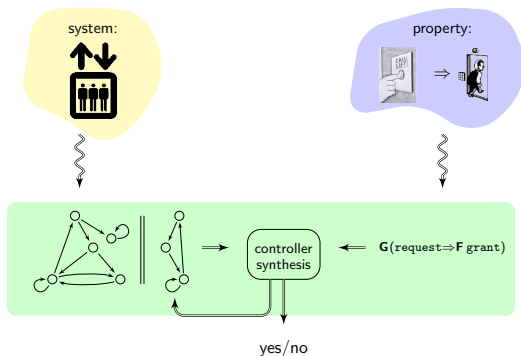 system:
property:
CALL
LIFT!
⇒
controller
synthesis
G(request⇒F grant)
yes/no